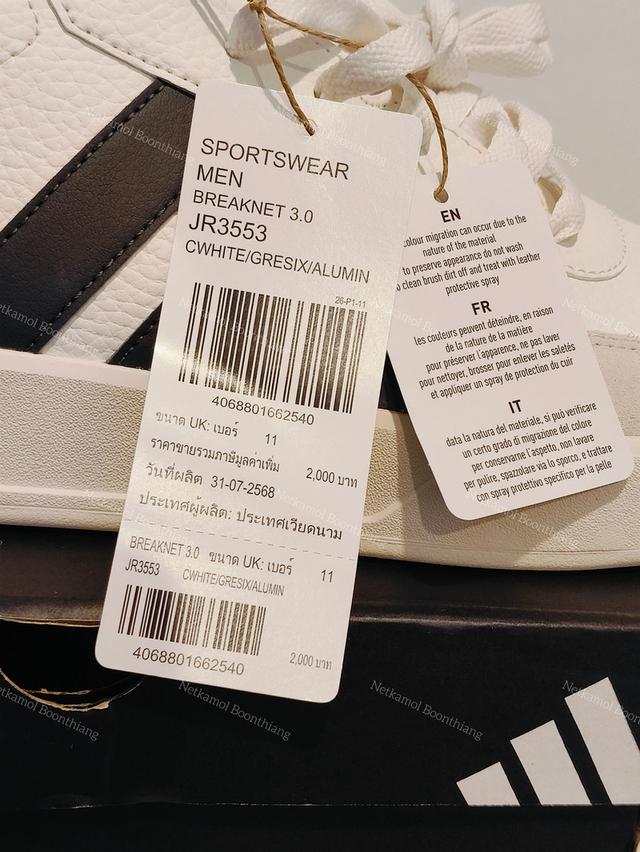 SPORTSWEAR
MEN
BREAKNET 3.0
JR3553
CWHITE/GRESIX/ALUMIN
26-P1-11
4068801662540
ขนาด UK: เบอร์ 11
ราคาขายรวมภาษีมูลค่าเพิ่ม 2,000 บาท
วันที่ผลิต 31-07-2568
ประเทศผู้ผลิต: ประเทศเวียดนาม
BREAKNET 3.0 ขนาด UK: เบอร์ 11
JR3553 CWHITE/GRESIX/ALUMIN
4068801662540 2,000 บาท
EN
colour migration can occur due to the
nature of the material
to preserve appearance do not wash
clean brush dirt off and treat with leather
protective spray
FR
les couleurs peuvent déteindre, en raison
de la nature de la matière
pour préserver l'apparence, ne pas laver
pour nettoyer, brosser pour enlever les saletés
et appliquer un spray de protection du cuir
IT
data la natura del materiale, si può verificare
un certo grado di migrazione del colore
per conservarne l'aspetto, non lavare
per pulire, spazzolare via lo sporco, e trattare
con spray protettivo specifico per la pelle
Netkamol Boonthiang